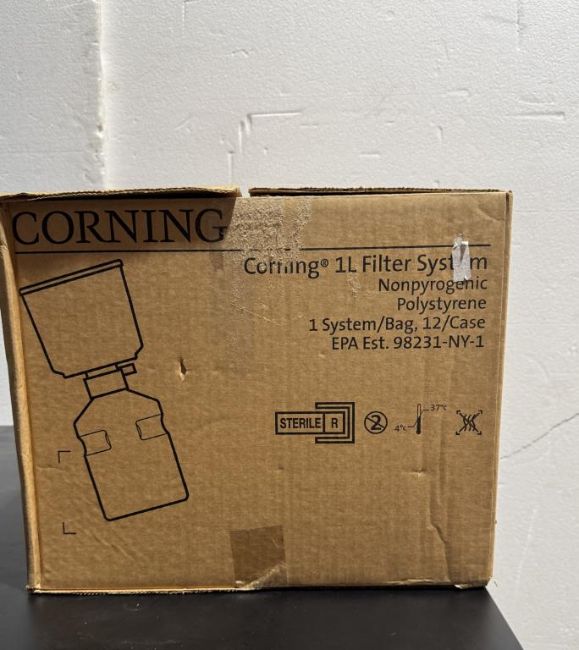 CORNING
Corning® 1L Filter System
Nonpyrogenic
Polystyrene
1 System/Bag, 12/Case
EPA Est. 98231-NY-1
STERILE R
2
37°C
4°C